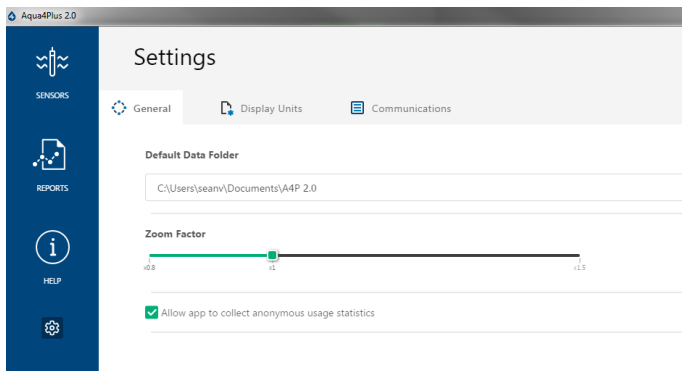 Aqua4Plus 2.0
SENSORS
REPORTS
HELP
Settings
General
Display Units
Communications
Default Data Folder
C:\Users\seanv\Documents\A4P 2.0
Zoom Factor
x0.8
x1
x1.5
Allow app to collect anonymous usage statistics